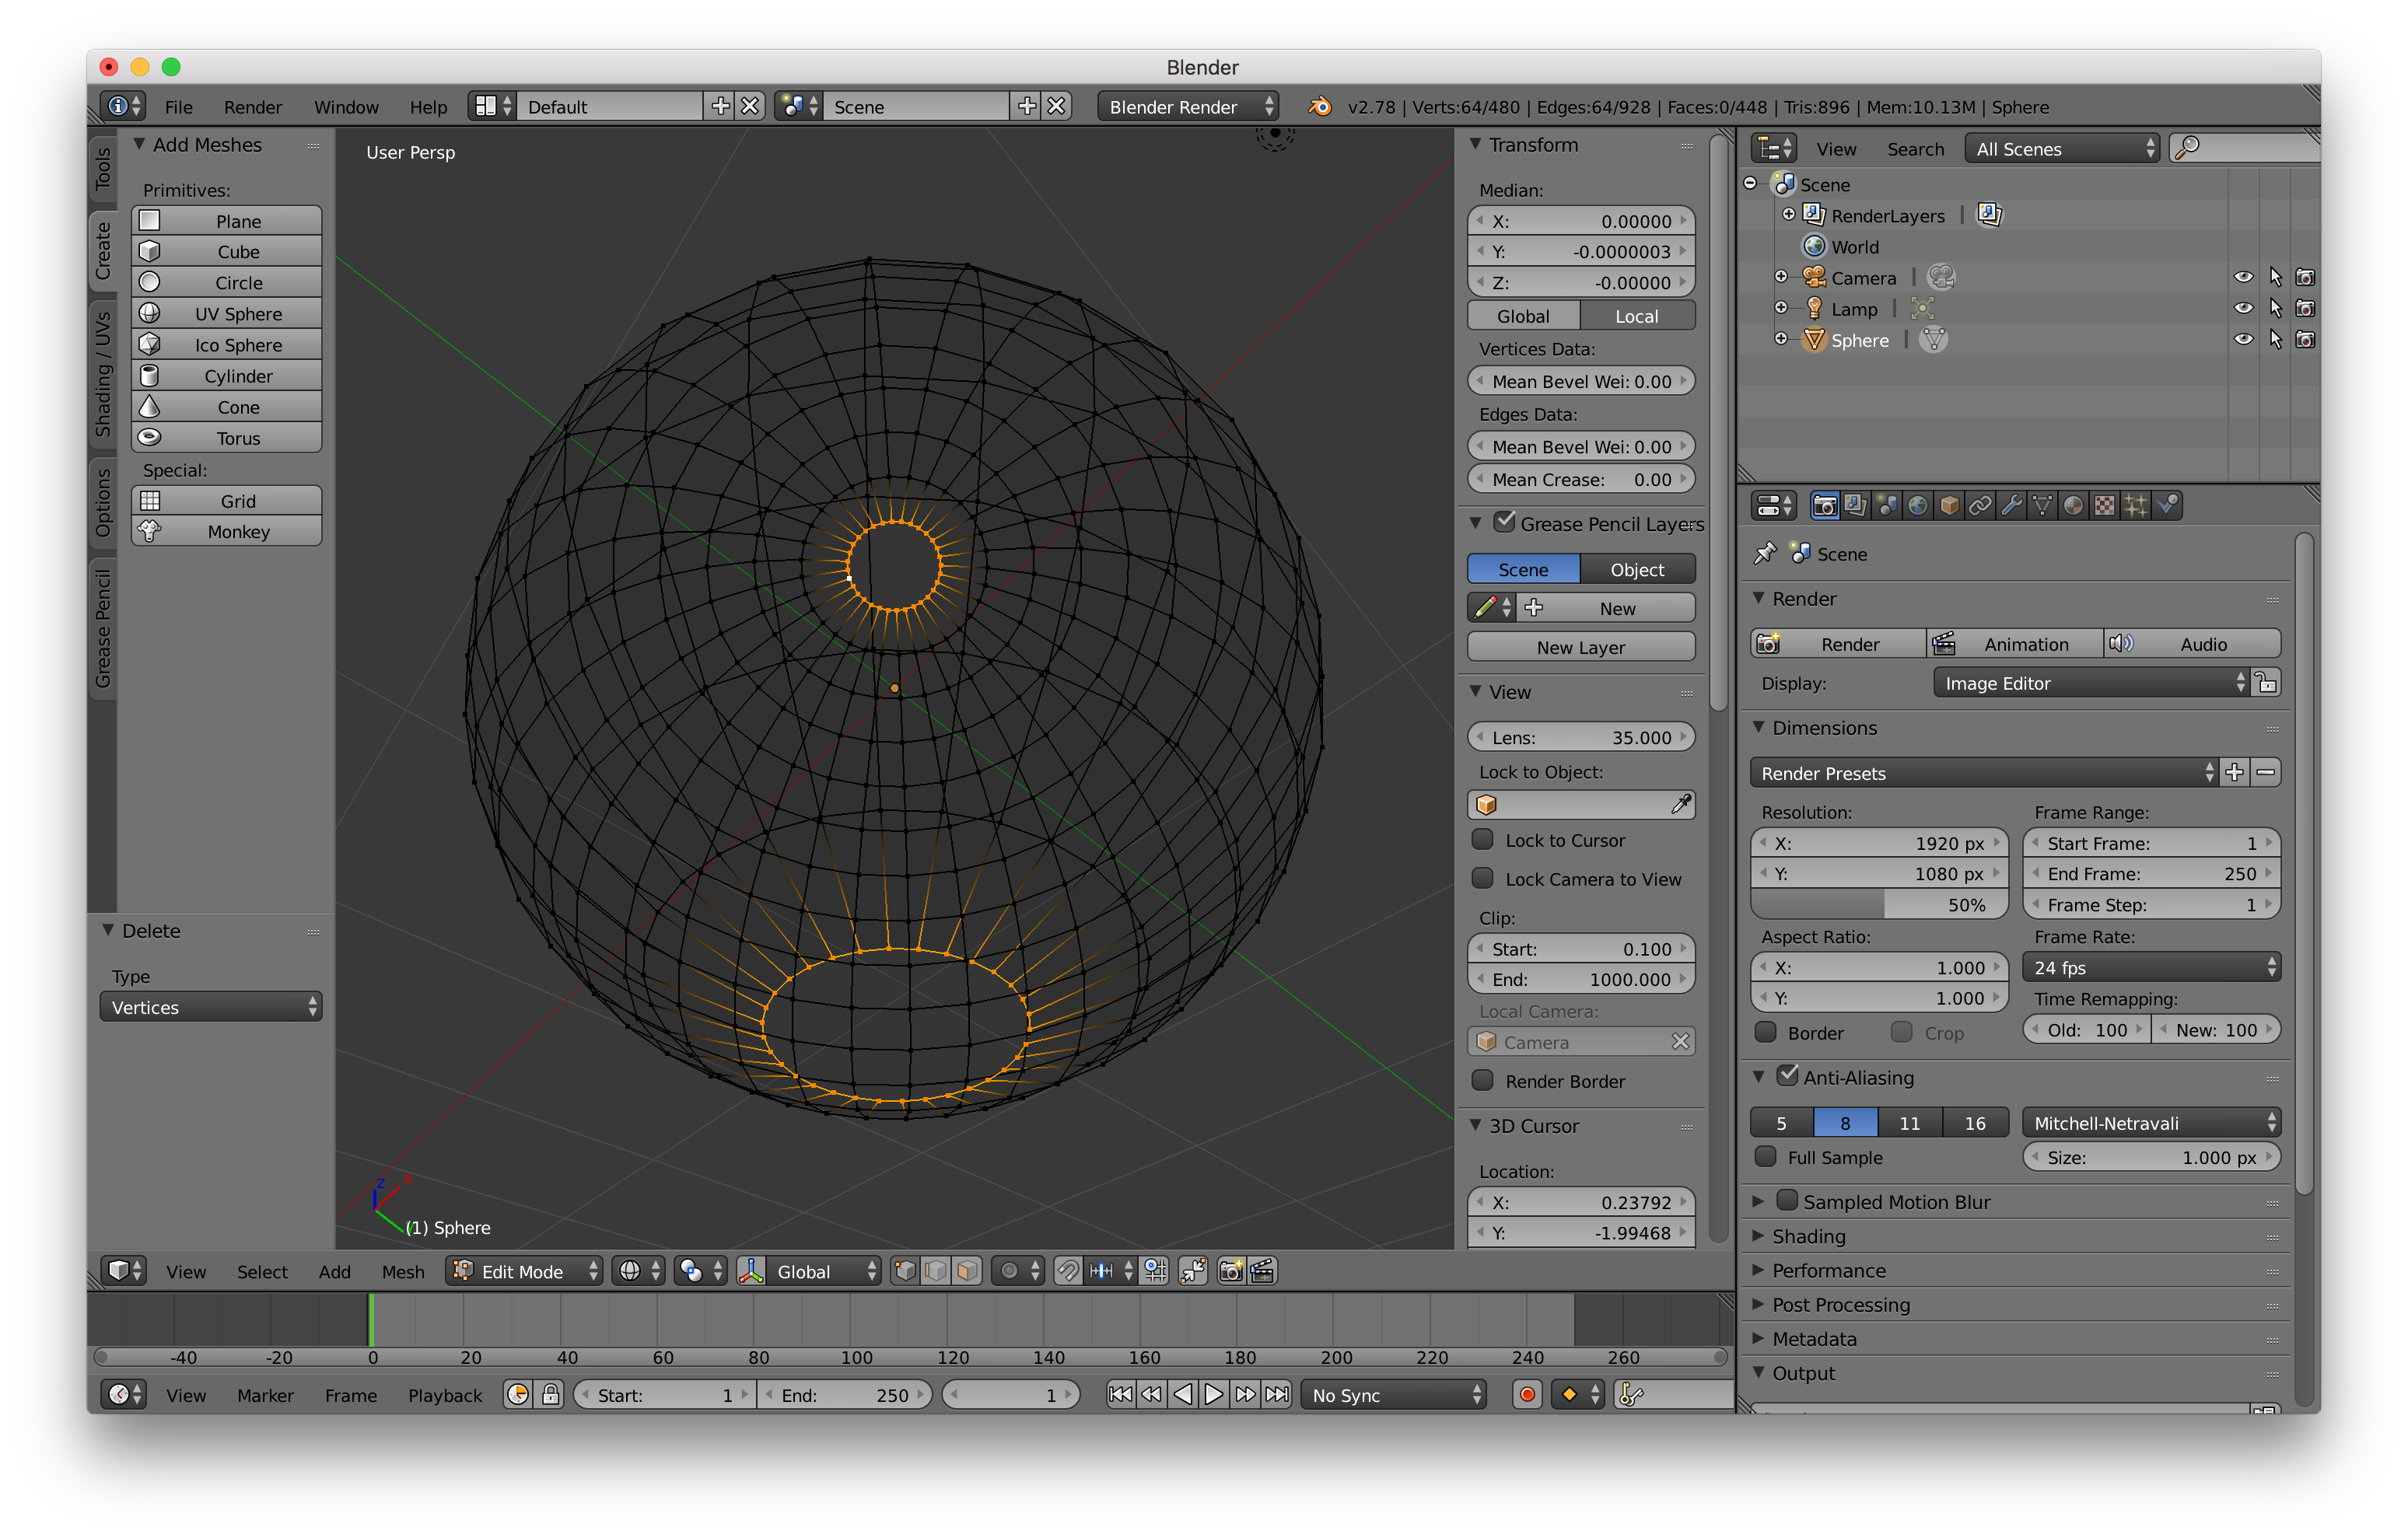 Blender
File Render Window Help Default Scene Blender Render v2.78 | Verts:64/480 | Edges:64/928 | Faces:0/448 | Tris:896 | Mem:10.13M | Sphere
Tools
Create
Shading / UVs
Options
Grease Pencil
Add Meshes
Primitives:
Plane
Cube
Circle
UV Sphere
Ico Sphere
Cylinder
Cone
Torus
Special:
Grid
Monkey
Delete
Type
Vertices
User Persp
z x
(1) Sphere
Transform
Median:
X: 0.00000
Y: -0.0000003
Z: -0.00000
Global Local
Vertices Data:
Mean Bevel Wei: 0.00
Edges Data:
Mean Bevel Wei: 0.00
Mean Crease: 0.00
Grease Pencil Layers
Scene Object
New
New Layer
View
Lens: 35.000
Lock to Object:
Lock to Cursor
Lock Camera to View
Clip:
Start: 0.100
End: 1000.000
Local Camera:
Camera
Render Border
3D Cursor
Location:
X: 0.23792
Y: -1.99468
View Select Add Mesh Edit Mode Global
-40 -20 0 20 40 60 80 100 120 140 160 180 200 220 240 260
View Marker Frame Playback Start: 1 End: 250 1 No Sync
View Search All Scenes
Scene
RenderLayers |
World
Camera |
Lamp |
Sphere |
Scene
Render
Render Animation Audio
Display: Image Editor
Dimensions
Render Presets
Resolution: Frame Range:
X: 1920 px Start Frame: 1
Y: 1080 px End Frame: 250
50% Frame Step: 1
Aspect Ratio: Frame Rate:
X: 1.000 24 fps
Y: 1.000 Time Remapping:
Border Crop Old: 100 New: 100
Anti-Aliasing
5 8 11 16 Mitchell-Netravali
Full Sample Size: 1.000 px
Sampled Motion Blur
Shading
Performance
Post Processing
Metadata
Output